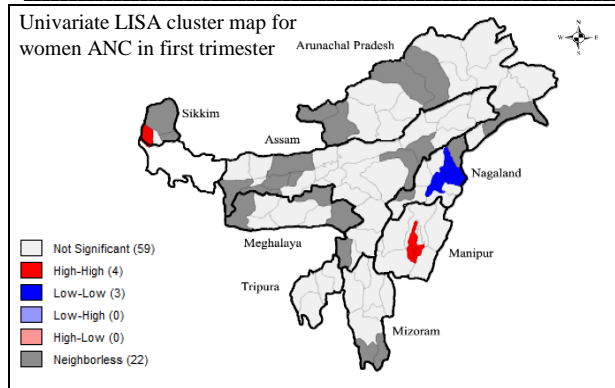 Univariate LISA cluster map for
women ANC in first trimester
Arunachal Pradesh
N
W E
S
Sikkim
Assam
Nagaland
Meghalaya
Manipur
Tripura
Mizoram
Not Significant (59)
High-High (4)
Low-Low (3)
Low-High (0)
High-Low (0)
Neighborless (22)